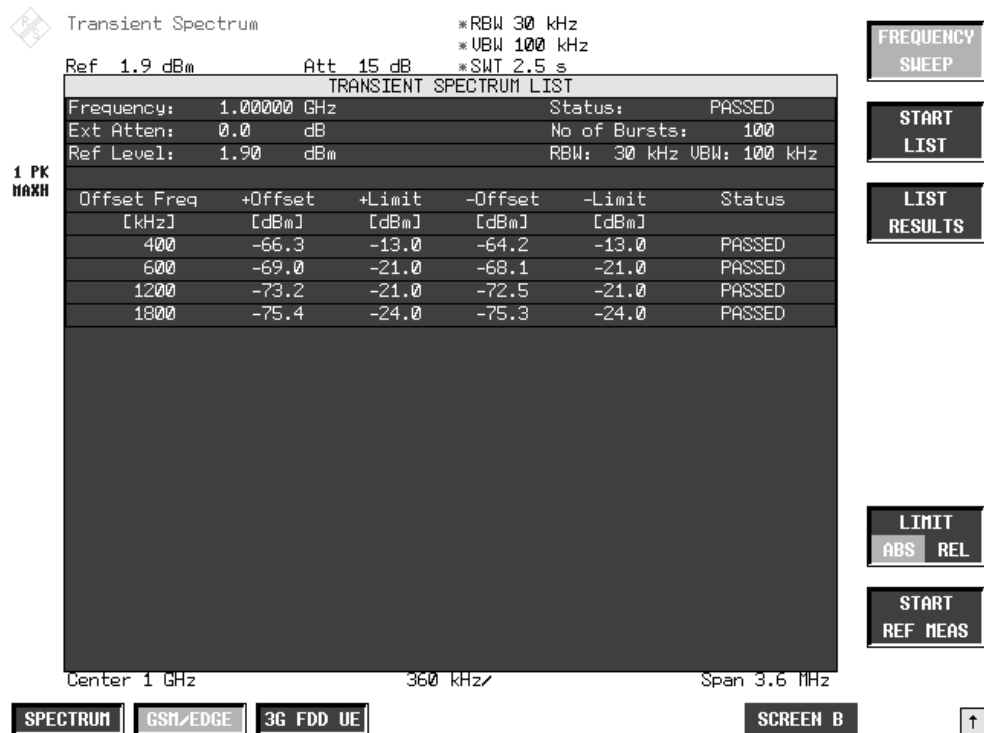 Transient Spectrum
*RBW 30 kHz
*VBW 100 kHz
Ref 1.9 dBm Att 15 dB *SWT 2.5 s
TRANSIENT SPECTRUM LIST
Frequency: 1.00000 GHz Status: PASSED
Ext Atten: 0.0 dB No of Bursts: 100
Ref Level: 1.90 dBm RBW: 30 kHz VBW: 100 kHz
1 PK
MAXH
Offset Freq +Offset +Limit -Offset -Limit Status
[kHz] [dBm] [dBm] [dBm] [dBm]
400 -66.3 -13.0 -64.2 -13.0 PASSED
600 -69.0 -21.0 -68.1 -21.0 PASSED
1200 -73.2 -21.0 -72.5 -21.0 PASSED
1800 -75.4 -24.0 -75.3 -24.0 PASSED
Center 1 GHz 360 kHz/ Span 3.6 MHz
FREQUENCY
SWEEP
START
LIST
LIST
RESULTS
LIMIT
ABS REL
START
REF MEAS
SPECTRUM GSM/EDGE 3G FDD UE SCREEN B
R/S